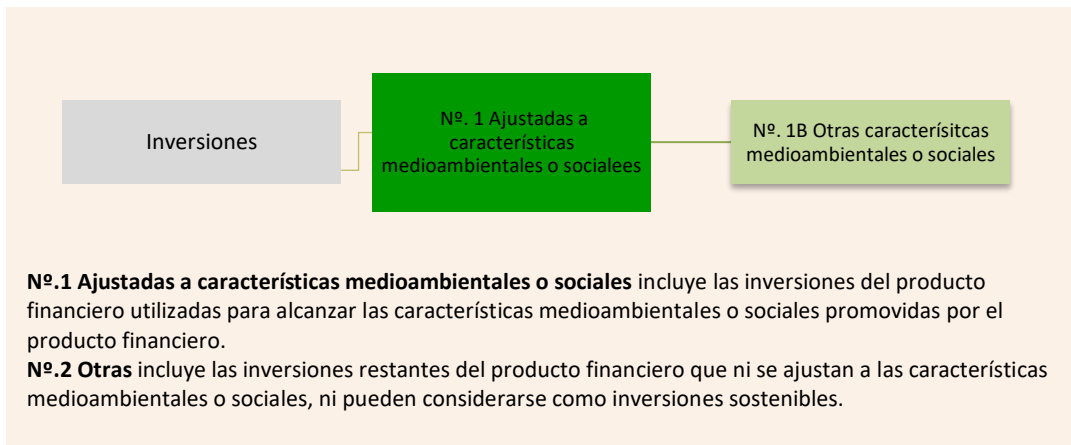 Inversiones
Nº. 1 Ajustadas a
características
medioambientales o socialees
Nº. 1B Otras caracterísitcas
medioambientales o sociales
Nº.1 Ajustadas a características medioambientales o sociales incluye las inversiones del producto
financiero utilizadas para alcanzar las características medioambientales o sociales promovidas por el
producto financiero.
Nº.2 Otras incluye las inversiones restantes del producto financiero que ni se ajustan a las características
medioambientales o sociales, ni pueden considerarse como inversiones sostenibles.